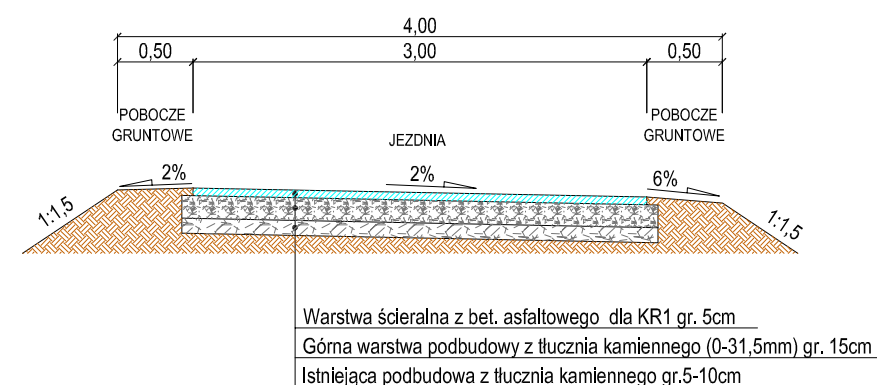 4,00
0,50 3,00 0,50
POBOCZE
GRUNTOWE
JEZDNIA
POBOCZE
GRUNTOWE
2% 2% 6%
1:1,5 1:1,5
Warstwa ścieralna z bet. asfaltowego dla KR1 gr. 5cm
Górna warstwa podbudowy z tłucznia kamiennego (0-31,5mm) gr. 15cm
Istniejąca podbudowa z tłucznia kamiennego gr.5-10cm